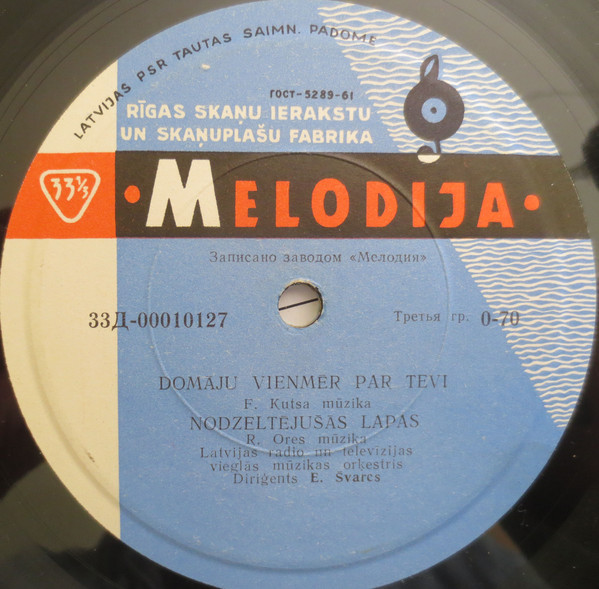 LATVIJAS PSR TAUTAS SAIMN. PADOME
ГОСТ-5289-61
RĪGAS SKAŅU IERAKSTU
UN SKAŅUPLAŠU FABRIKA
33⅓
• MELODIJA •
Записано заводом «Мелодия»
33Д-00010127
Третья гр. 0-70
DOMĀJU VIENMĒR PAR TEVI
F. Kutsa mūzika
NODZELTĒJUŠĀS LAPAS
R. Ores mūzika
Latvijas radio un televīzijas
vieglās mūzikas orķestris
Diriģents E. Švarcs